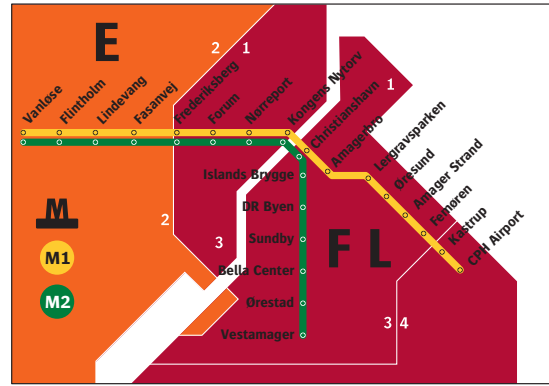 E
2
1
1
Vanløse
Flintholm
Lindevang
Fasanvej
Frederiksberg
Forum
Nørreport
Kongens Nytorv
Christianshavn
Amagerbro
Lergravsparken
Øresund
Amager Strand
Femøren
Kastrup
CPH Airport
Islands Brygge
DR Byen
Sundby
Bella Center
Ørestad
Vestamager
M
M1
M2
2
3
F L
3
4